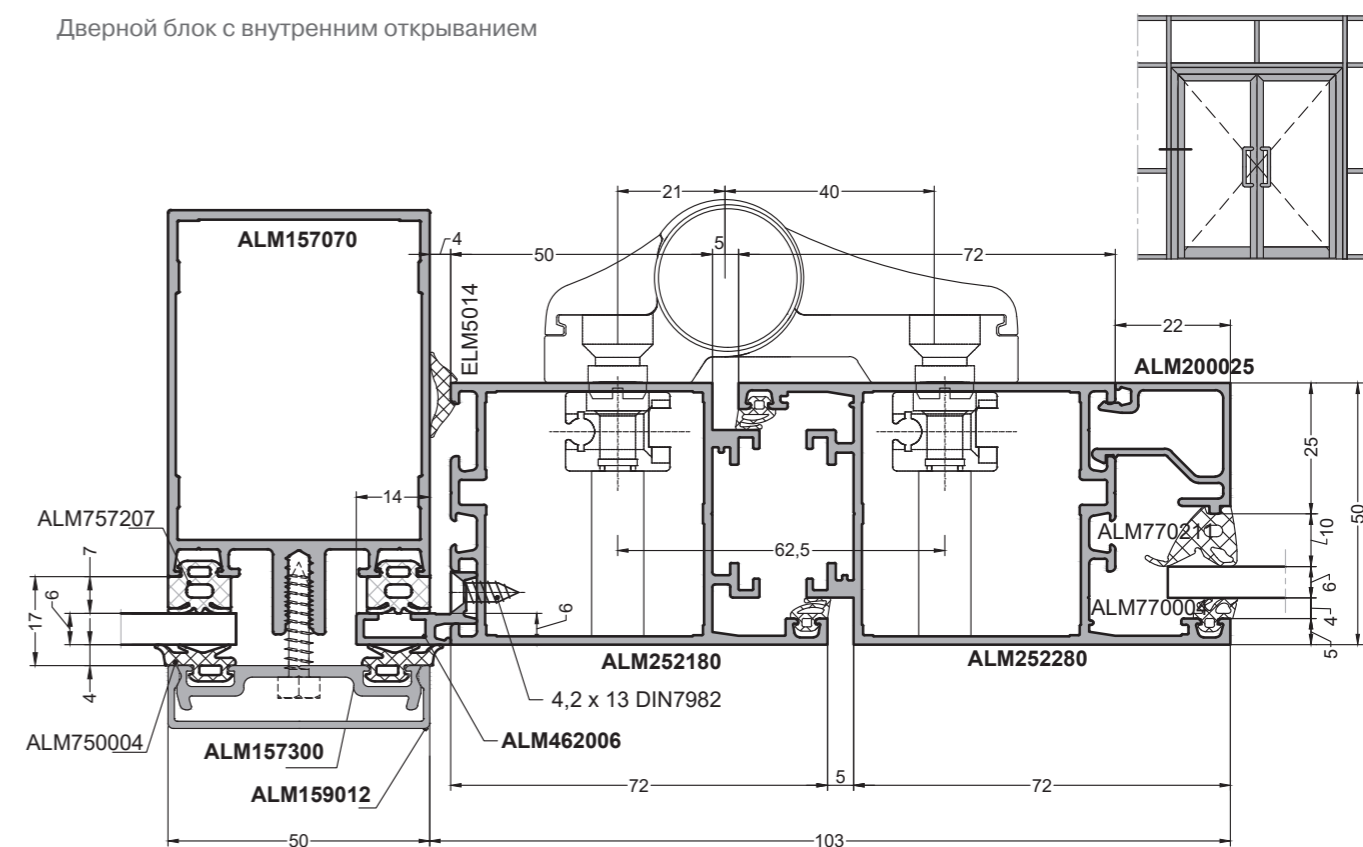 Дверной блок с внутренним открыванием
21
40
ALM157070
4
50
5
72
ELM5014
22
ALM200025
14
ALM757207
7
6
17
4
25
50
ALM770211
10
62,5
6
ALM770004
6
4
5
ALM252180
ALM252280
4,2 x 13 DIN7982
ALM750004
ALM157300
ALM462006
ALM159012
72
5
72
50
103